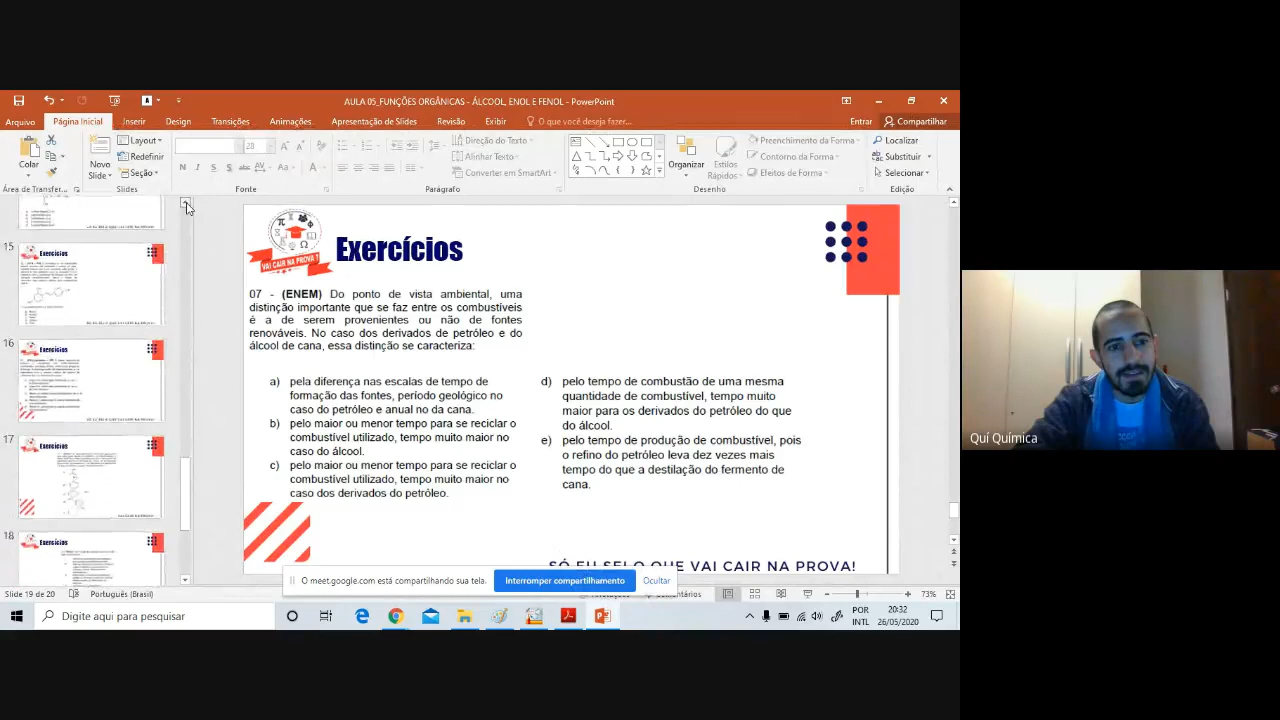 AULA 05_FUNÇÕES ORGÂNICAS - ÁLCOOL, ENOL E FENOL - PowerPoint
Arquivo Página Inicial Inserir Design Transições Animações Apresentação de Slides Revisão Exibir O que você deseja fazer... Entrar Compartilhar
Colar
Novo Slide
Layout
Redefinir
Seção
28
N I S S abc AV Aa A
Direção do Texto
Alinhar Texto
Converter em SmartArt
Organizar
Estilos Rápidos
Preenchimento da Forma
Contorno da Forma
Efeitos de Forma
Localizar
Substituir
Selecionar
Área de Transfer... Fonte Parágrafo Desenho Edição
15
Exercícios
16
Exercícios
17
Exercícios
18
Exercícios
VAI CAIR NA PROVA ?
Exercícios
07 - (ENEM) Do ponto de vista ambiental, uma
distinção importante que se faz entre os combustíveis
é a de serem provenientes ou não de fontes
renováveis. No caso dos derivados de petróleo e do
álcool de cana, essa distinção se caracteriza:
a) pela diferença nas escalas de tempo de
formação das fontes, período geológico no
caso do petróleo e anual no da cana.
b) pelo maior ou menor tempo para se reciclar o
combustível utilizado, tempo muito maior no
caso do álcool.
c) pelo maior ou menor tempo para se reciclar o
combustível utilizado, tempo muito maior no
caso dos derivados do petróleo.
d) pelo tempo de combustão de uma mesma
quantidade de combustível, tempo muito
maior para os derivados do petróleo do que
do álcool.
e) pelo tempo de produção de combustível, pois
o refino do petróleo leva dez vezes mais
tempo do que a destilação do fermento de
cana.
SÓ EU SEI O QUE VAI CAIR NA PROVA!
O meet.google.com está compartilhando sua tela. Interromper compartilhamento Ocultar
Slide 19 de 20 Português (Brasil) 73%
Digite aqui para pesquisar
POR
INTL
20:32
26/05/2020
Quí Química